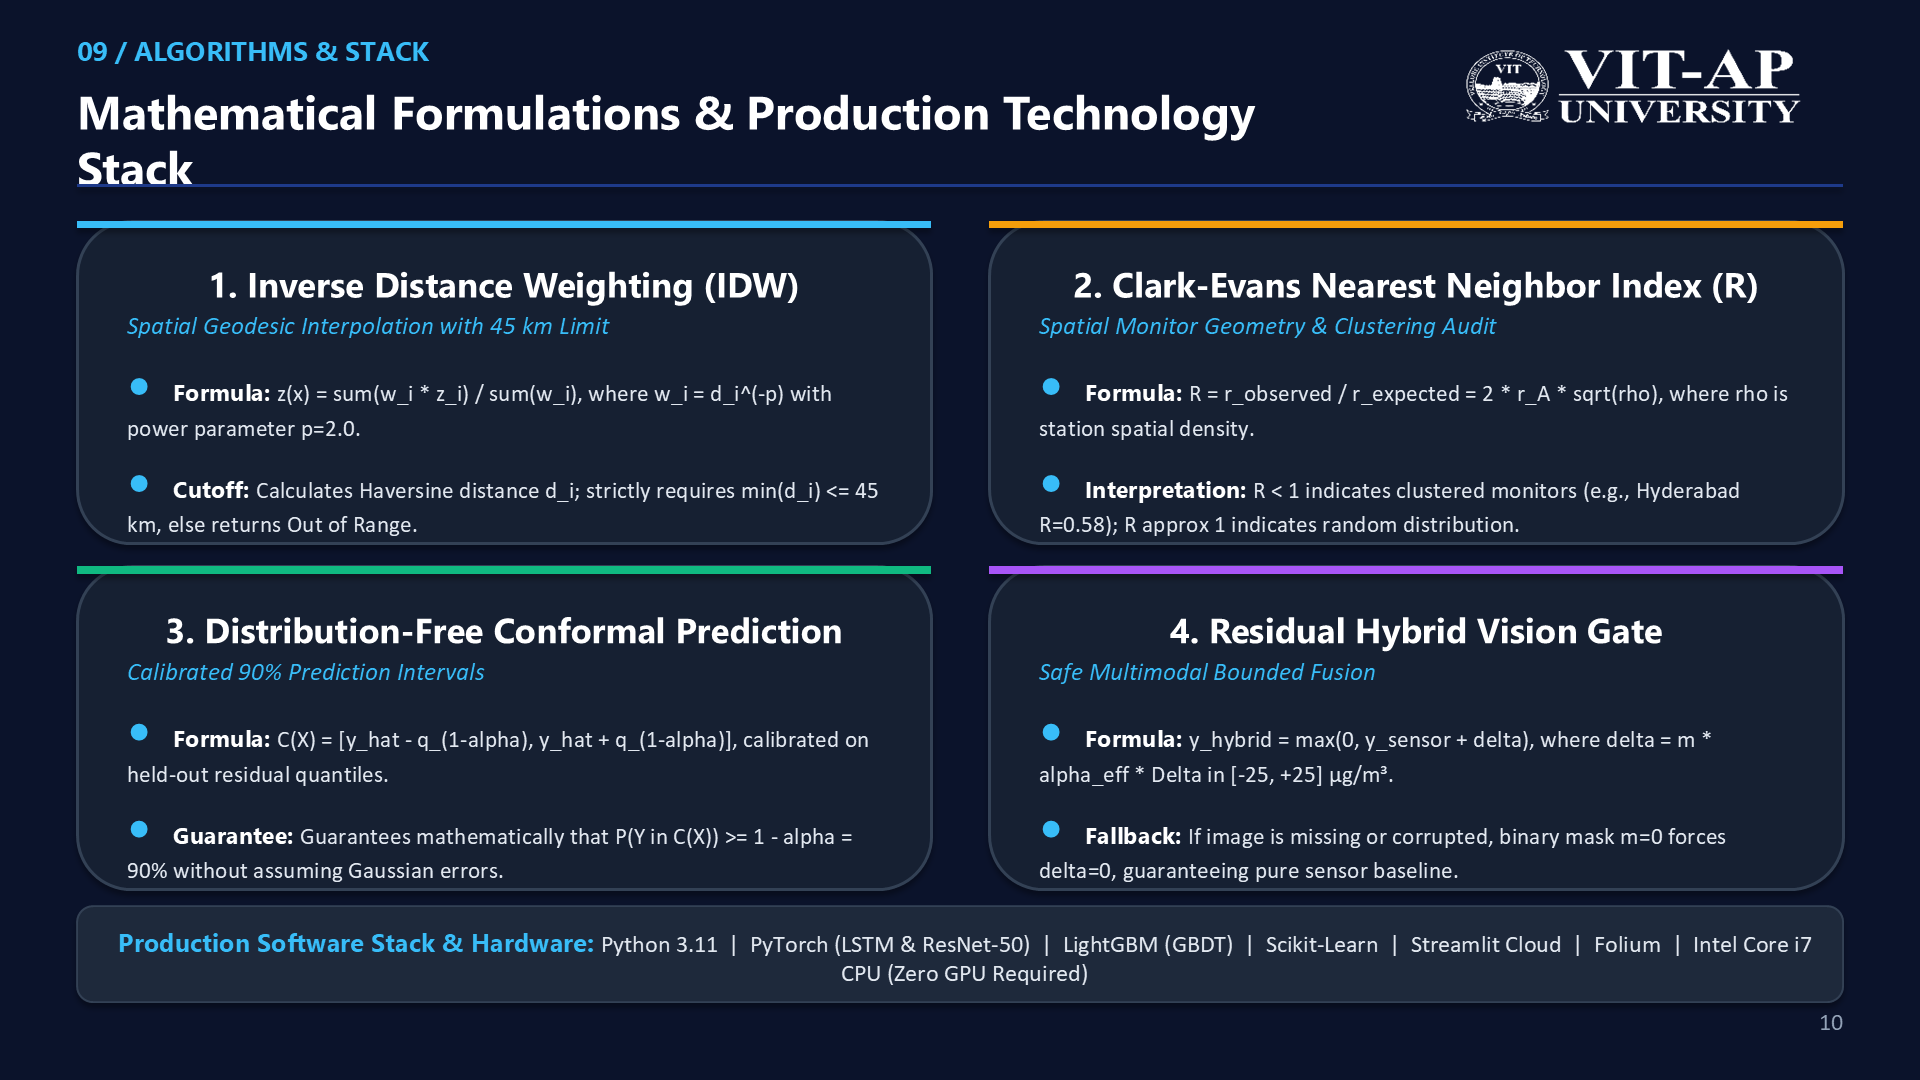 09 / ALGORITHMS & STACK
VIT
VIT-AP
UNIVERSITY
Mathematical Formulations & Production Technology
Stack
1. Inverse Distance Weighting (IDW)
Spatial Geodesic Interpolation with 45 km Limit
Formula: z(x) = sum(w_i * z_i) / sum(w_i), where w_i = d_i^(-p) with
power parameter p=2.0.
Cutoff: Calculates Haversine distance d_i; strictly requires min(d_i) <= 45
km, else returns Out of Range.
2. Clark-Evans Nearest Neighbor Index (R)
Spatial Monitor Geometry & Clustering Audit
Formula: R = r_observed / r_expected = 2 * r_A * sqrt(rho), where rho is
station spatial density.
Interpretation: R < 1 indicates clustered monitors (e.g., Hyderabad
R=0.58); R approx 1 indicates random distribution.
3. Distribution-Free Conformal Prediction
Calibrated 90% Prediction Intervals
Formula: C(X) = [y_hat - q_(1-alpha), y_hat + q_(1-alpha)], calibrated on
held-out residual quantiles.
Guarantee: Guarantees mathematically that P(Y in C(X)) >= 1 - alpha =
90% without assuming Gaussian errors.
4. Residual Hybrid Vision Gate
Safe Multimodal Bounded Fusion
Formula: y_hybrid = max(0, y_sensor + delta), where delta = m *
alpha_eff * Delta in [-25, +25] µg/m³.
Fallback: If image is missing or corrupted, binary mask m=0 forces
delta=0, guaranteeing pure sensor baseline.
Production Software Stack & Hardware: Python 3.11 | PyTorch (LSTM & ResNet-50) | LightGBM (GBDT) | Scikit-Learn | Streamlit Cloud | Folium | Intel Core i7
CPU (Zero GPU Required)
10